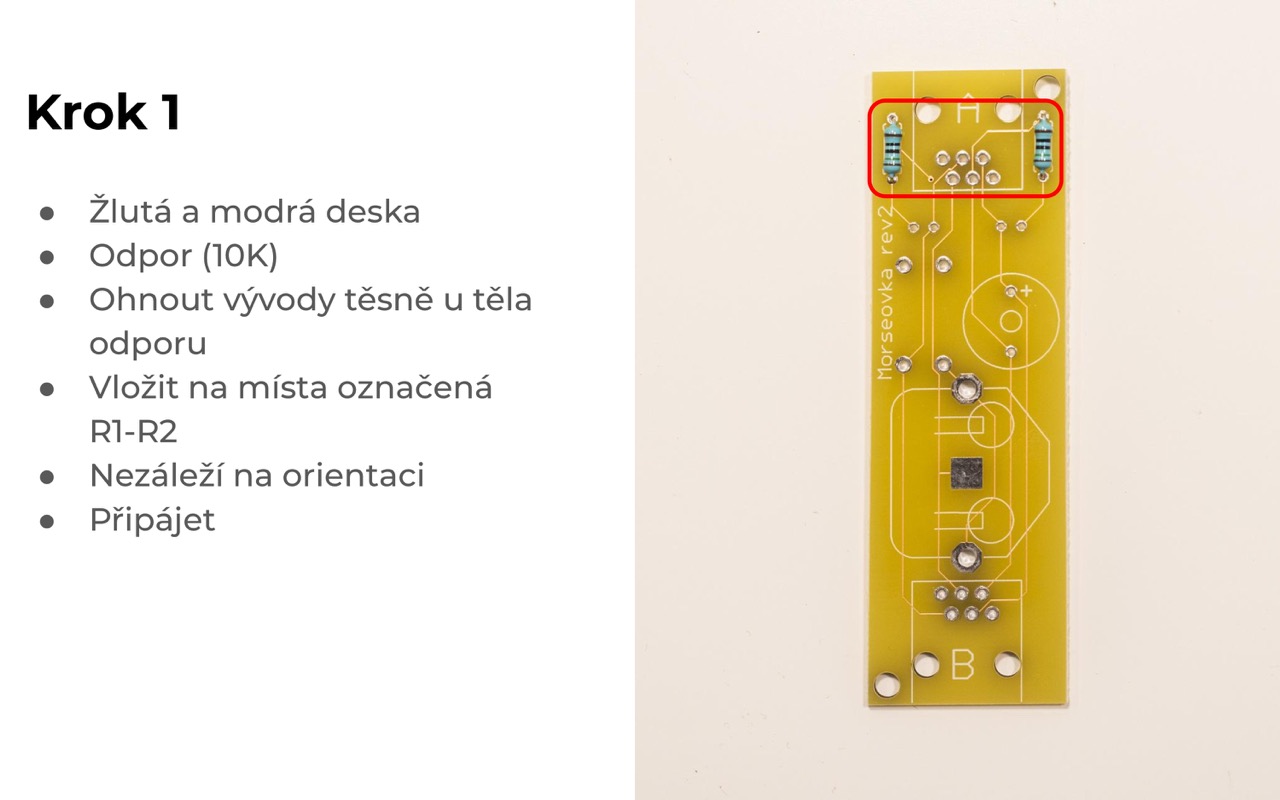 Krok 1
● Žlutá a modrá deska
● Odpor (10K)
● Ohnout vývody těsně u těla
odporu
● Vložit na místa označená
R1-R2
● Nezáleží na orientaci
● Připájet
A
Morseovka rev2
+
B